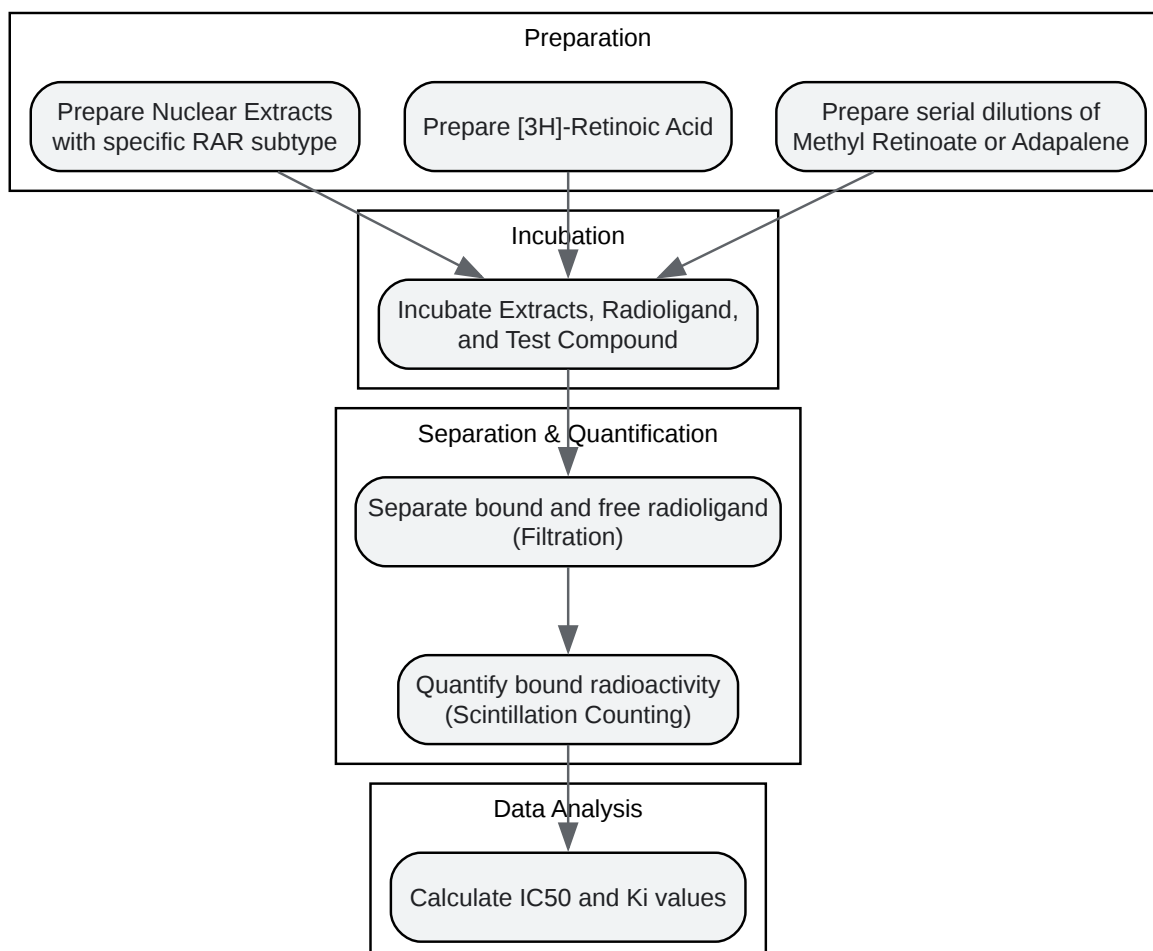 Preparation
Prepare Nuclear Extracts
with specific RAR subtype
Prepare [3H]-Retinoic Acid
Prepare serial dilutions of
Methyl Retinoate or Adapalene
Incubation
Incubate Extracts, Radioligand,
and Test Compound
Separation & Quantification
Separate bound and free radioligand
(Filtration)
Quantify bound radioactivity
(Scintillation Counting)
Data Analysis
Calculate IC50 and Ki values